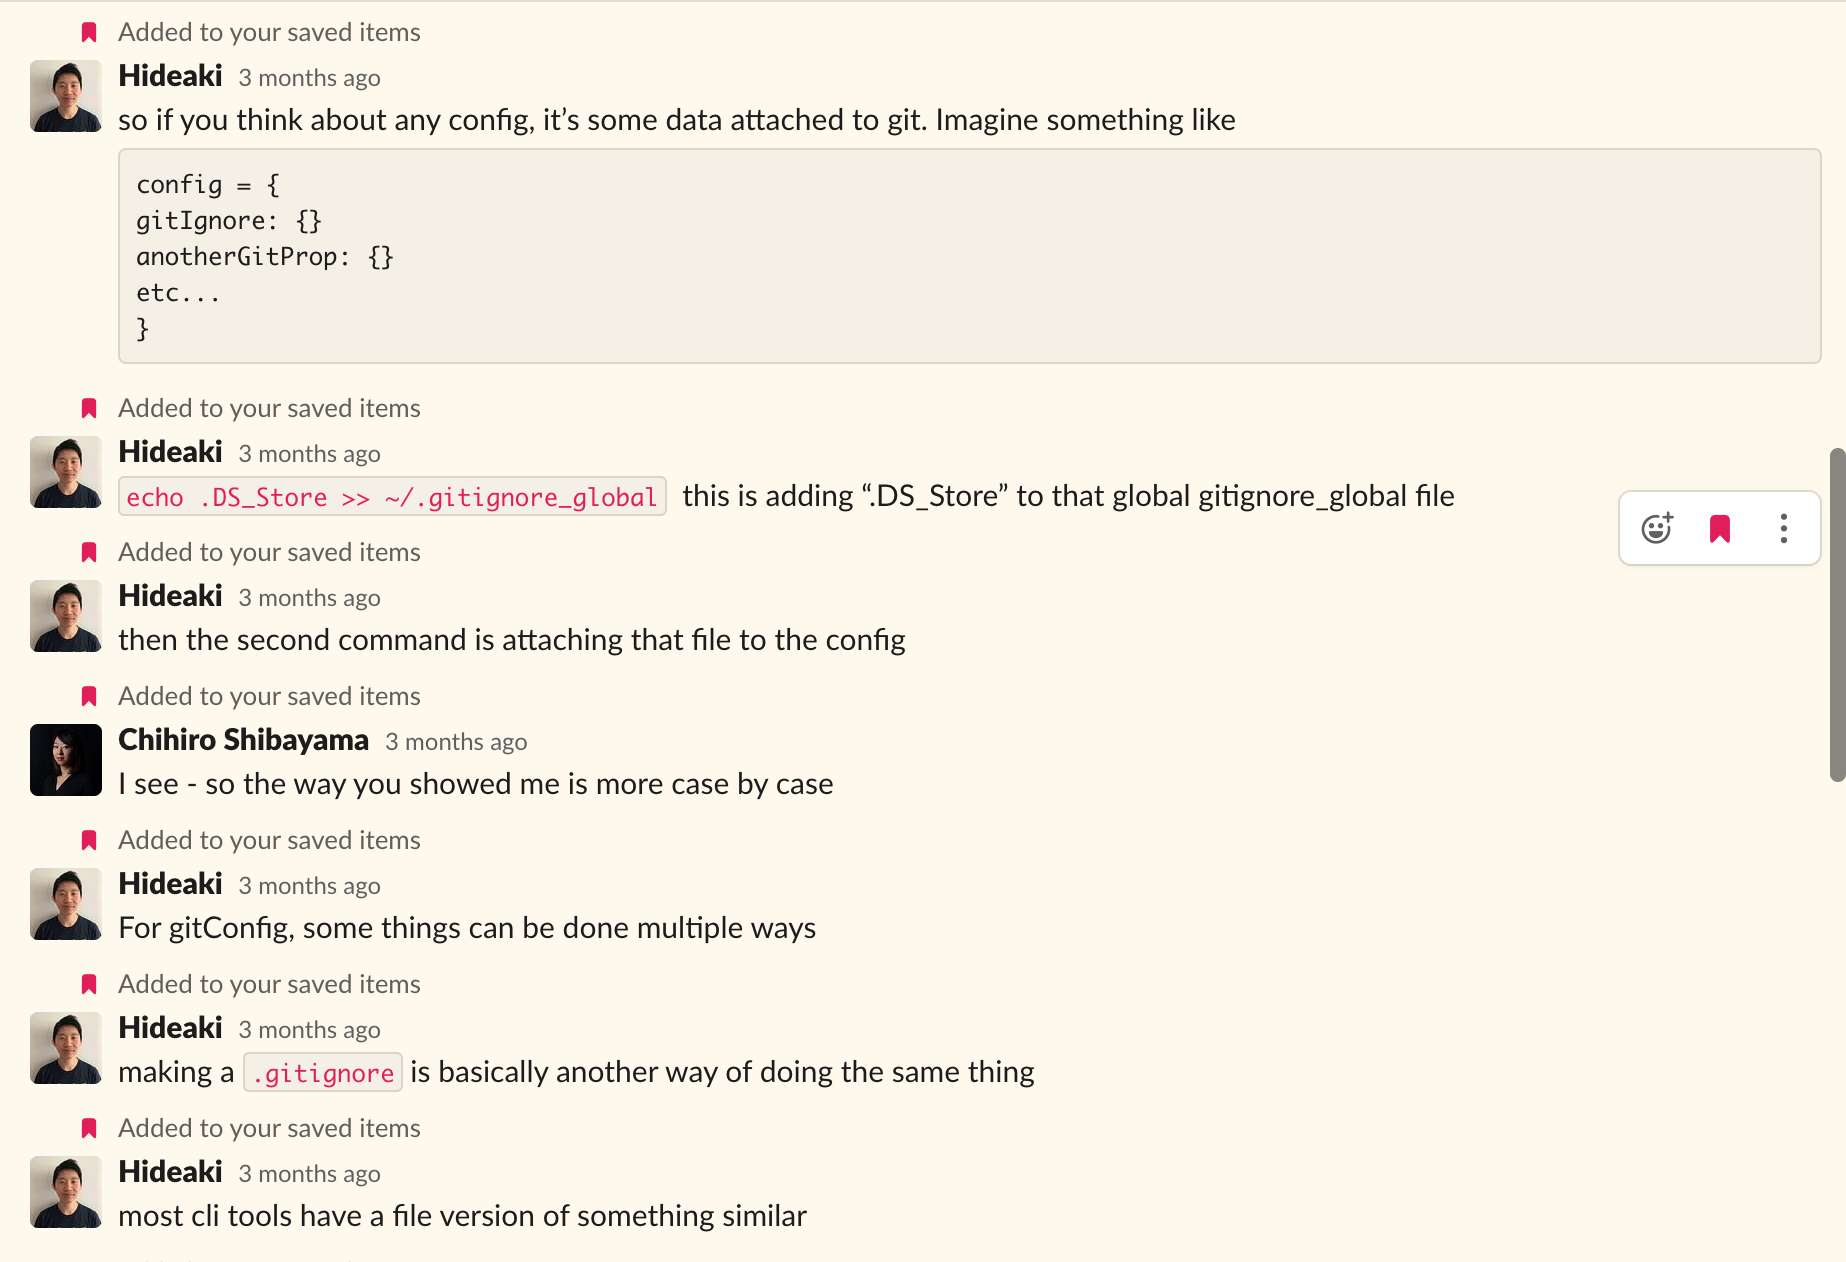 Added to your saved items
Hideaki 3 months ago
so if you think about any config, it’s some data attached to git. Imagine something like
config = {
gitIgnore: {}
anotherGitProp: {}
etc...
}
Added to your saved items
Hideaki 3 months ago
echo .DS_Store >> ~/.gitignore_global this is adding “.DS_Store” to that global gitignore_global file
Added to your saved items
Hideaki 3 months ago
then the second command is attaching that file to the config
Added to your saved items
Chihiro Shibayama 3 months ago
I see - so the way you showed me is more case by case
Added to your saved items
Hideaki 3 months ago
For gitConfig, some things can be done multiple ways
Added to your saved items
Hideaki 3 months ago
making a .gitignore is basically another way of doing the same thing
Added to your saved items
Hideaki 3 months ago
most cli tools have a file version of something similar